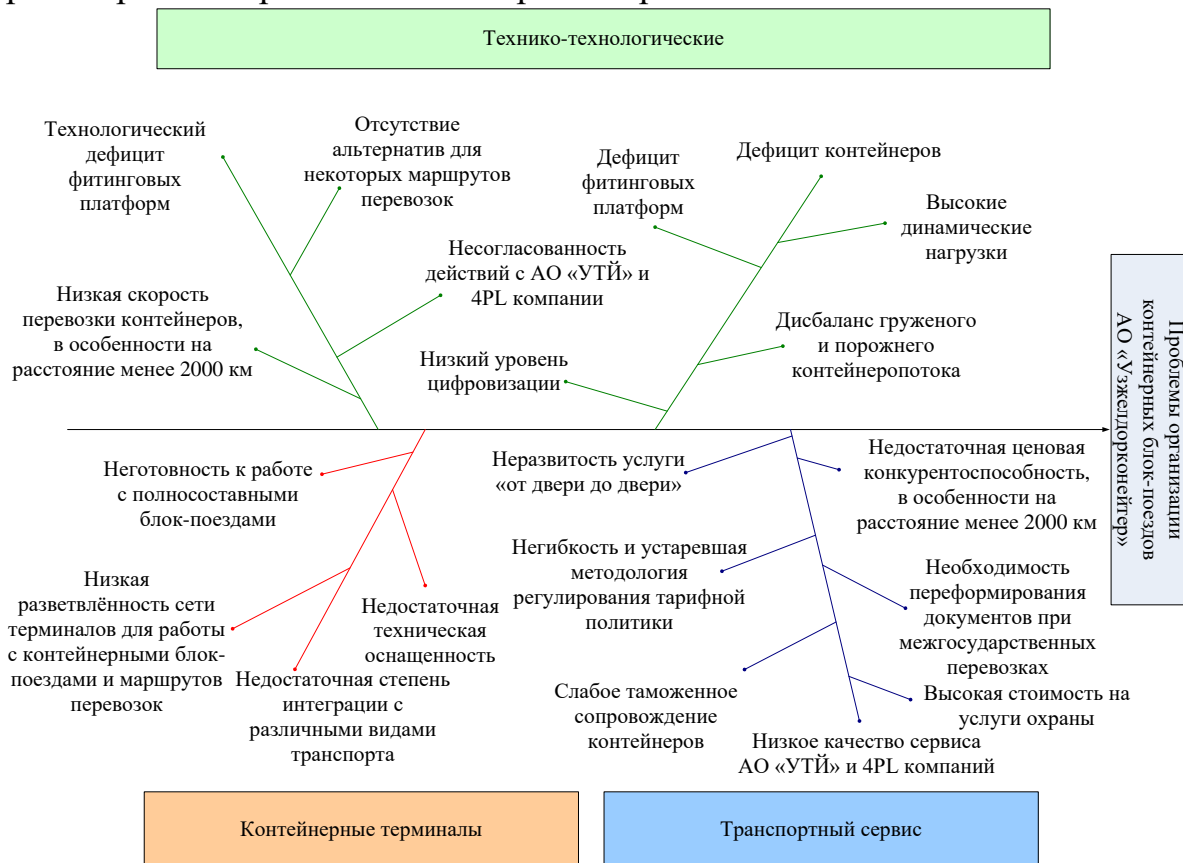 Технико-технологические
Технологический
дефицит
фитинговых
платформ
Отсутствие
альтернатив для
некоторых маршрутов
перевозок
Дефицит
фитинговых
платформ
Дефицит контейнеров
Высокие
динамические
нагрузки
Несогласованность
действий с АО «УТЙ» и
4PL компании
Низкая скорость
перевозки контейнеров,
в особенности на
расстояние менее 2000 км
Низкий уровень
цифровизации
Дисбаланс груженого
и порожнего
контейнеропотока
Проблемы организации
контейнерных блок-поездов
АО «Узжелдорконейтер»
Неготовность к работе
с полносоставными
блок-поездами
Неразвитость услуги
«от двери до двери»
Недостаточная ценовая
конкурентоспособность,
в особенности на
расстояние менее 2000 км
Негибкость и устаревшая
методология
регулирования тарифной
политики
Необходимость
переформирования
документов при
межгосударственных
перевозках
Низкая
разветвлённость сети
терминалов для работы
с контейнерными блок-
поездами и маршрутов
перевозок
Недостаточная
техническая
оснащенность
Недостаточная степень
интеграции с
различными видами
транспорта
Слабое таможенное
сопровождение
контейнеров
Высокая стоимость на
услуги охраны
Низкое качество сервиса
АО «УТЙ» и 4PL компаний
Контейнерные терминалы
Транспортный сервис